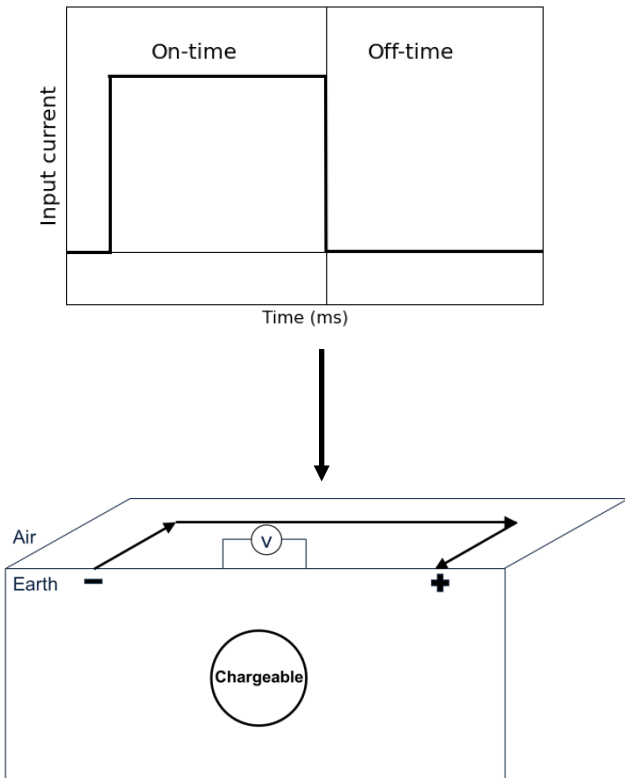 On-time
Off-time
Input current
Time (ms)
Air
V
Earth
Chargeable